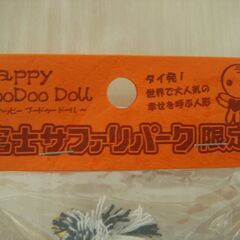 appy
ooDoo Doll
～ッピー ブードゥー ドール～
タイ発！
世界で大人気の
幸せを呼ぶ人形
富士サファリパーク 限定